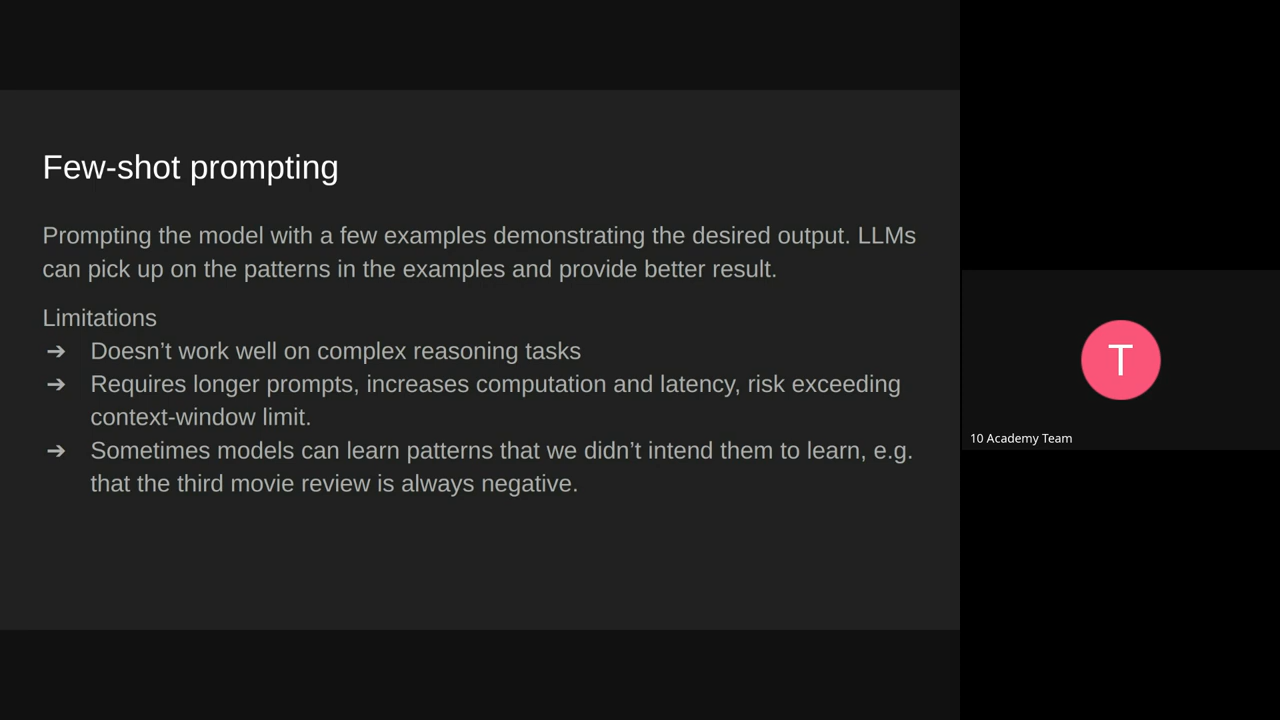 Few-shot prompting
Prompting the model with a few examples demonstrating the desired output. LLMs
can pick up on the patterns in the examples and provide better result.
Limitations
➔ Doesn’t work well on complex reasoning tasks
➔ Requires longer prompts, increases computation and latency, risk exceeding
context-window limit.
➔ Sometimes models can learn patterns that we didn’t intend them to learn, e.g.
that the third movie review is always negative.
T
10 Academy Team